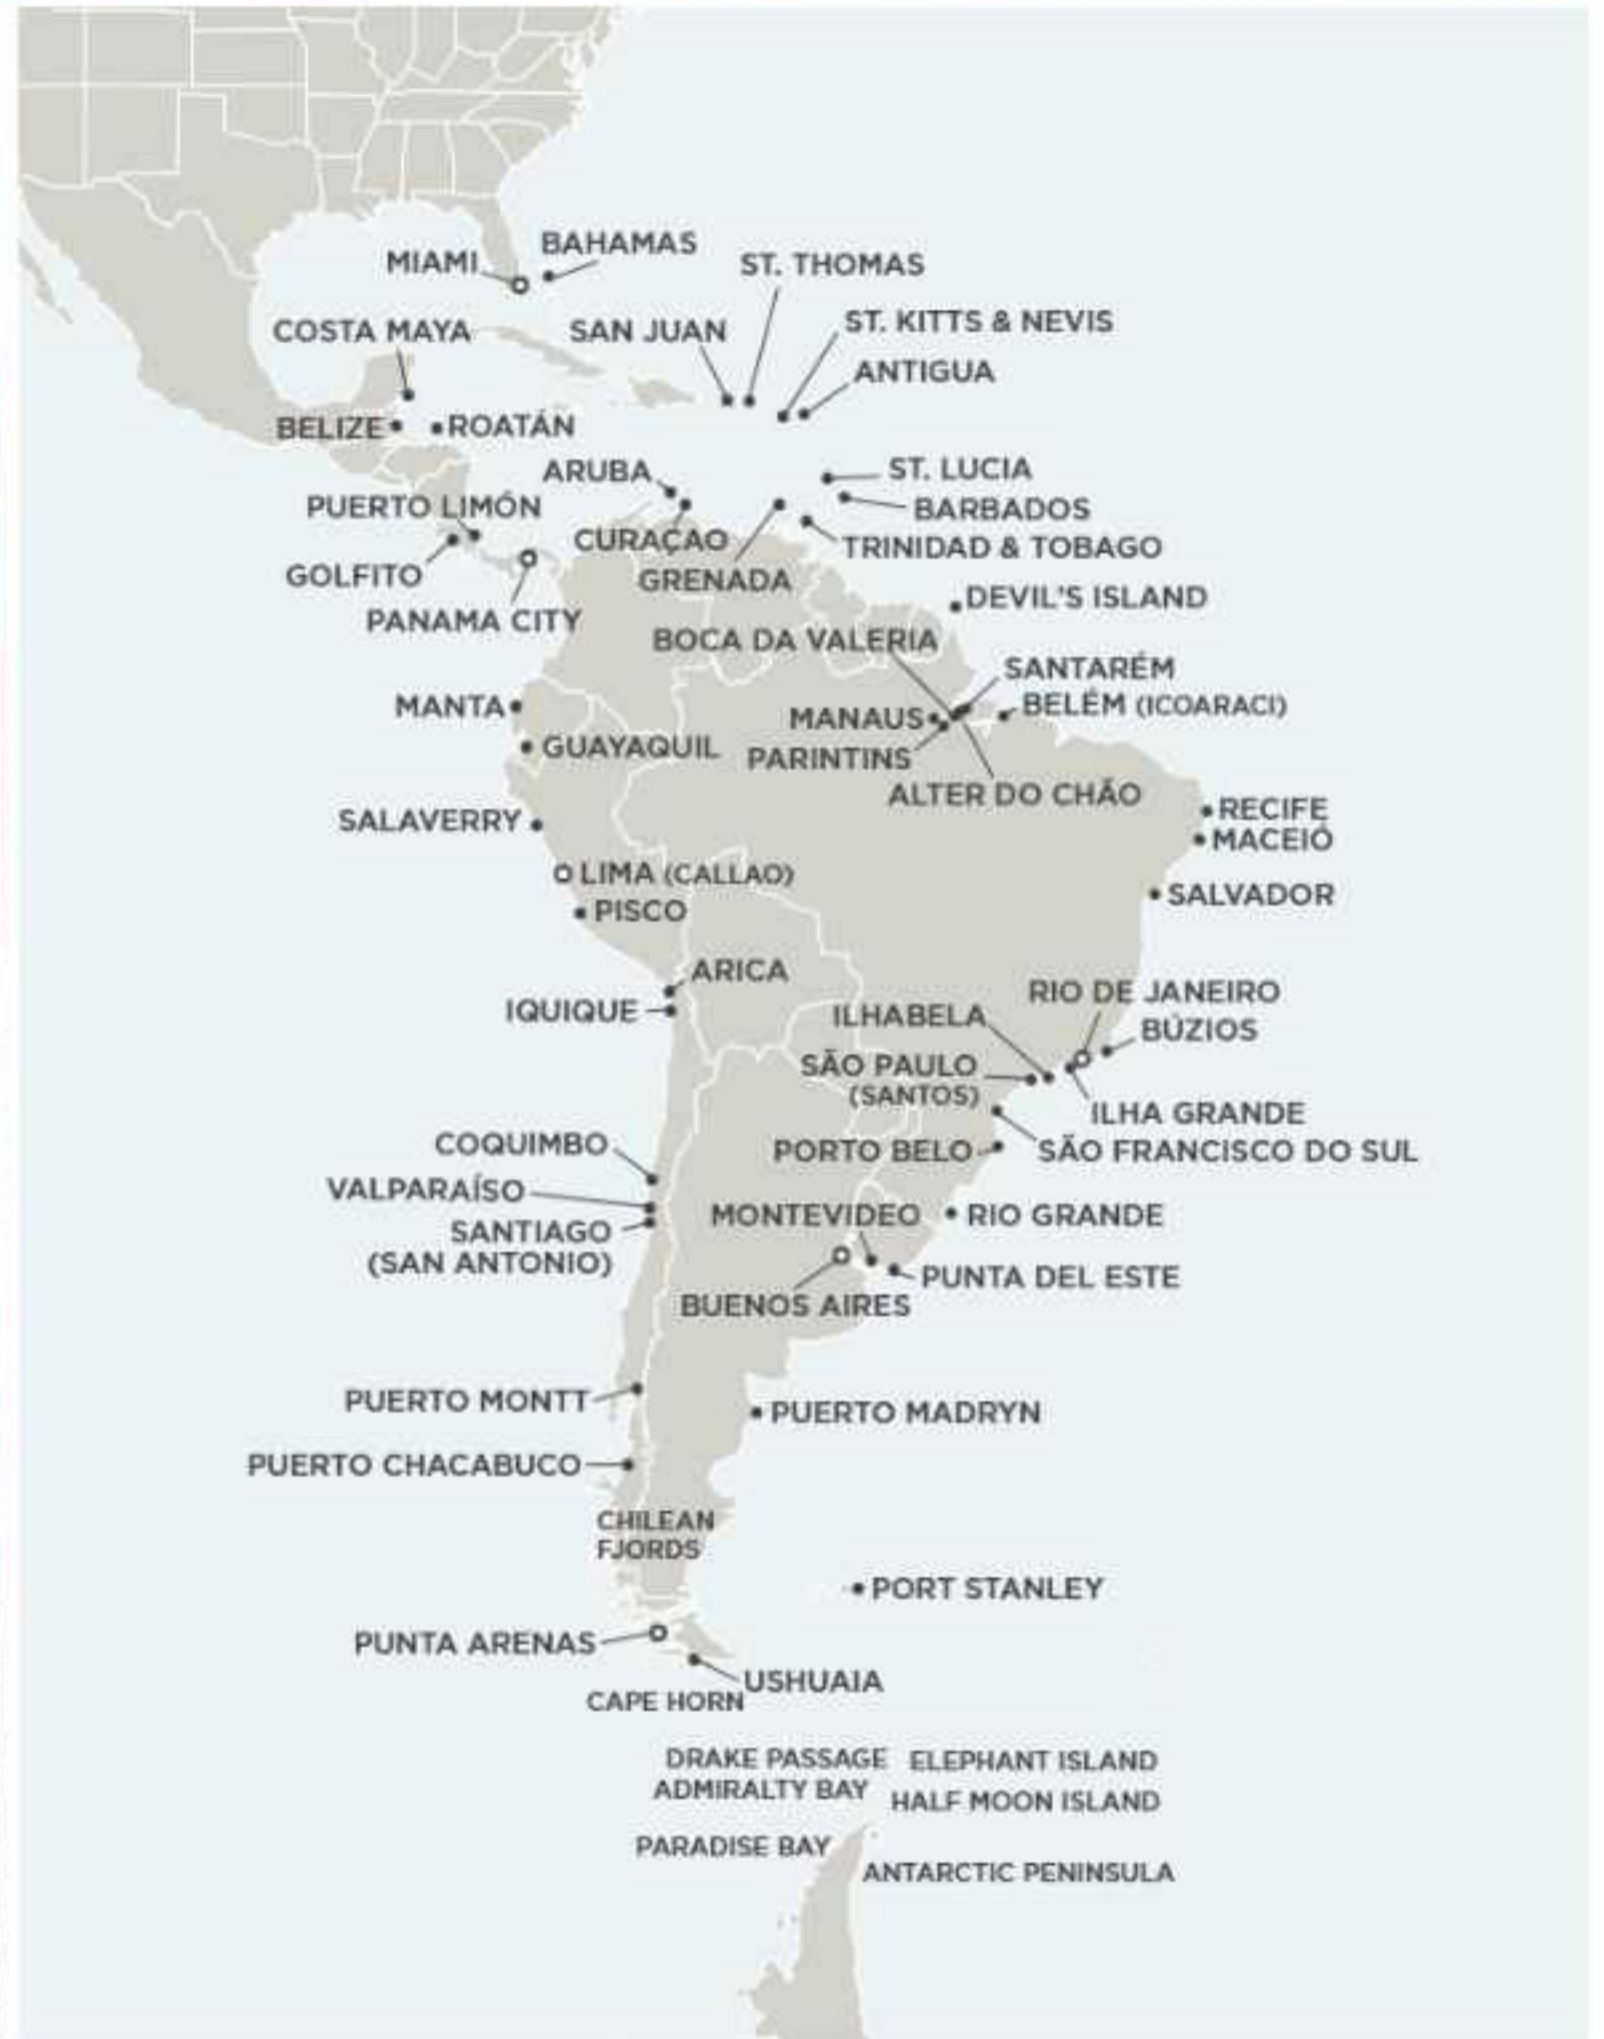 BAHAMAS
MIAMI
ST. THOMAS
COSTA MAYA
SAN JUAN
ST. KITTS & NEVIS
ANTIGUA
BELIZE
ROATÁN
ARUBA
ST. LUCIA
PUERTO LIMÓN
BARBADOS
CURAÇAO
TRINIDAD & TOBAGO
GOLFITO
GRENADA
DEVIL'S ISLAND
PANAMA CITY
BOCA DA VALERIA
SANTARÉM
MANTA
BELÉM (ICOARACI)
MANAUS
GUAYAQUIL
PARINTINS
ALTER DO CHÃO
RECIFE
SALAVERRY
MACEIÓ
LIMA (CALLAO)
SALVADOR
PISCO
ARICA
RIO DE JANEIRO
IQUIQUE
ILHABELA
BÚZIOS
SÃO PAULO
(SANTOS)
ILHA GRANDE
COQUIMBO
PORTO BELO
SÃO FRANCISCO DO SUL
VALPARAÍSO
MONTEVIDEO
RIO GRANDE
SANTIAGO
(SAN ANTONIO)
PUNTA DEL ESTE
BUENOS AIRES
PUERTO MONTT
PUERTO MADRYN
PUERTO CHACABUCO
CHILEAN
FJORDS
PORT STANLEY
PUNTA ARENAS
USHUAIA
CAPE HORN
DRAKE PASSAGE
ELEPHANT ISLAND
ADMIRALTY BAY
HALF MOON ISLAND
PARADISE BAY
ANTARCTIC PENINSULA